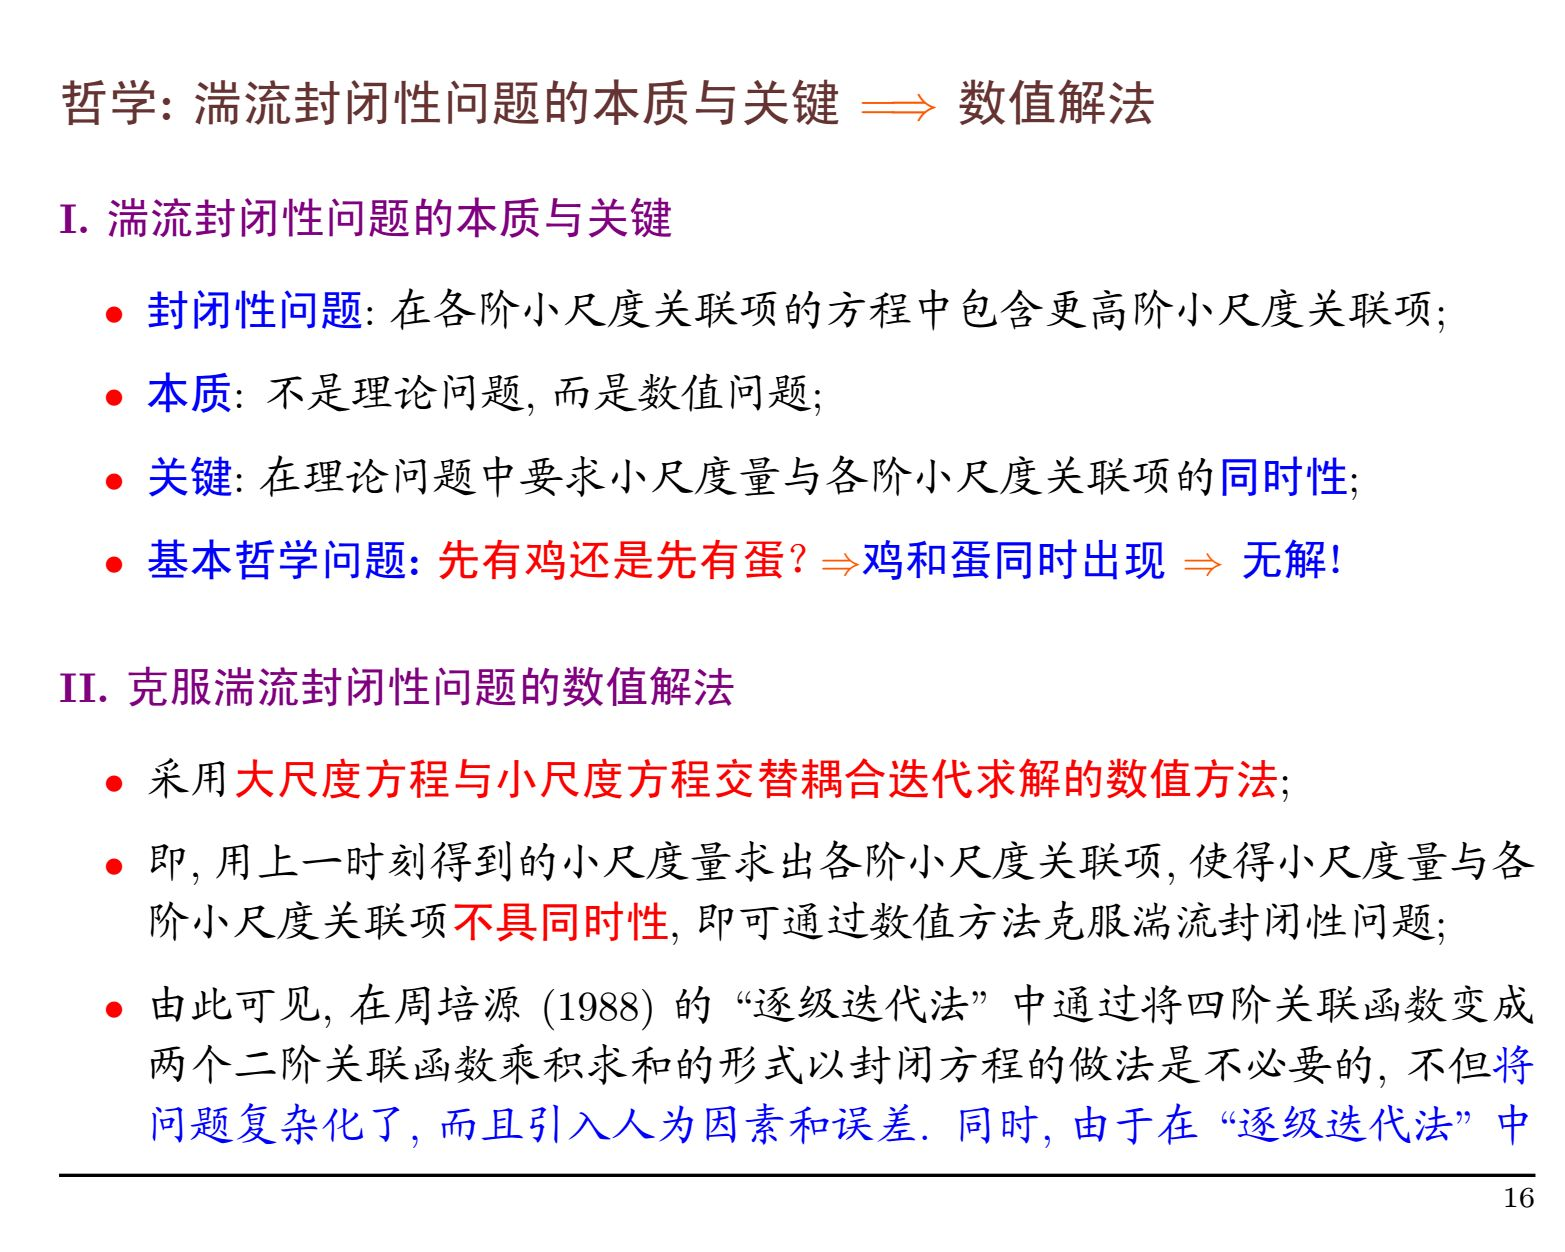 哲学: 湍流封闭性问题的本质与关键 ⟹ 数值解法
I. 湍流封闭性问题的本质与关键
• 封闭性问题: 在各阶小尺度关联项的方程中包含更高阶小尺度关联项;
• 本质: 不是理论问题, 而是数值问题;
• 关键: 在理论问题中要求小尺度量与各阶小尺度关联项的同时性;
• 基本哲学问题: 先有鸡还是先有蛋? ⇒鸡和蛋同时出现 ⇒ 无解!
II. 克服湍流封闭性问题的数值解法
• 采用大尺度方程与小尺度方程交替耦合迭代求解的数值方法;
• 即, 用上一时刻得到的小尺度量求出各阶小尺度关联项, 使得小尺度量与各
阶小尺度关联项不具同时性, 即可通过数值方法克服湍流封闭性问题;
• 由此可见, 在周培源 (1988) 的 “逐级迭代法” 中通过将四阶关联函数变成
两个二阶关联函数乘积求和的形式以封闭方程的做法是不必要的, 不但将
问题复杂化了, 而且引入人为因素和误差. 同时, 由于在 “逐级迭代法” 中
16